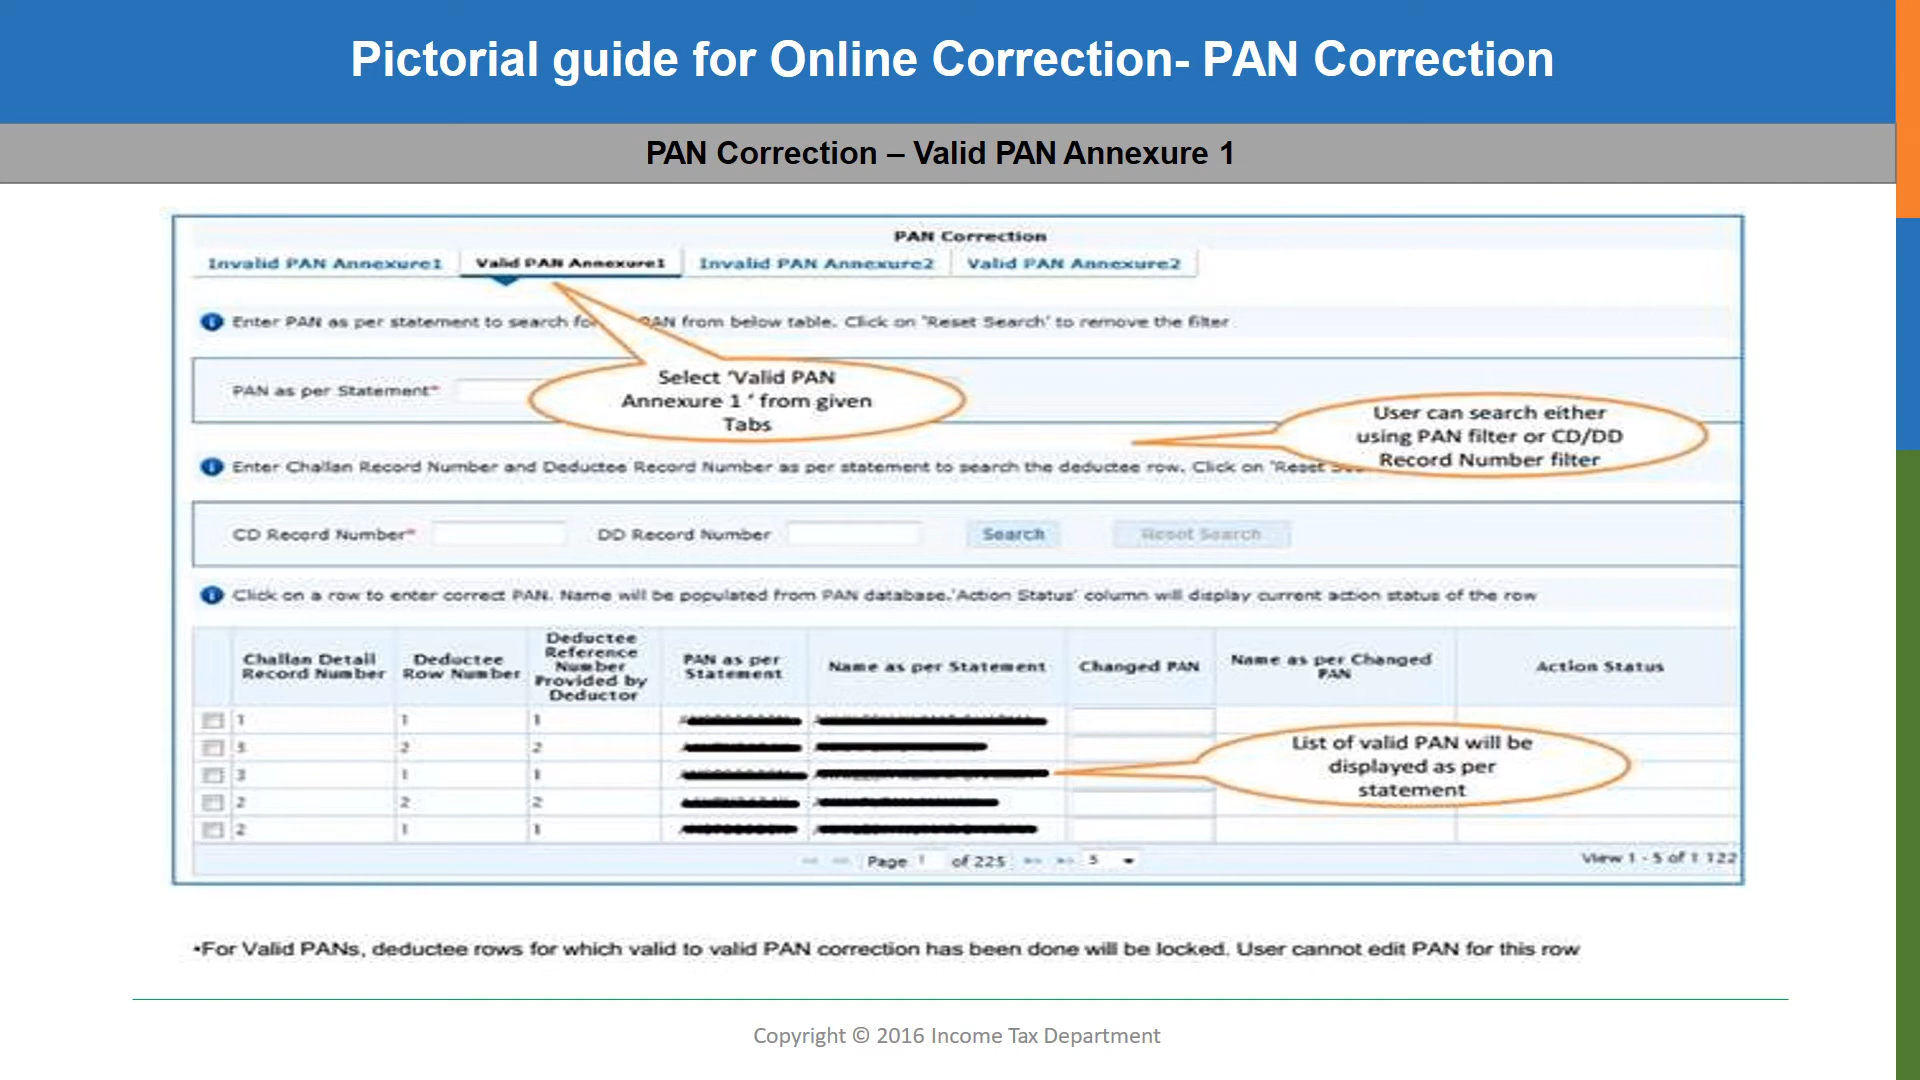 Pictorial guide for Online Correction- PAN Correction
PAN Correction – Valid PAN Annexure 1
PAN Correction
Invalid PAN Annexure1 Valid PAN Annexure1 Invalid PAN Annexure2 Valid PAN Annexure2
Enter PAN as per statement to search for PAN from below table. Click on 'Reset Search' to remove the filter
Select 'Valid PAN
Annexure 1 ' from given
Tabs
PAN as per Statement*
User can search either
using PAN filter or CD/DD
Record Number filter
Enter Challan Record Number and Deductee Record Number as per statement to search the deductee row. Click on 'Reset
CD Record Number* DD Record Number Search Reset Search
Click on a row to enter correct PAN. Name will be populated from PAN database.'Action Status' column will display current action status of the row
Challan Detail Record Number Deductee Row Number Deductee Reference Number Provided by Deductor PAN as per Statement Name as per Statement Changed PAN Name as per Changed PAN Action Status
1 1 1
3 2 2
3 1 1
2 2 2
2 1 1
List of valid PAN will be
displayed as per
statement
Page 1 of 225 5 View 1 - 5 of 1 122
•For Valid PANs, deductee rows for which valid to valid PAN correction has been done will be locked. User cannot edit PAN for this row
Copyright © 2016 Income Tax Department